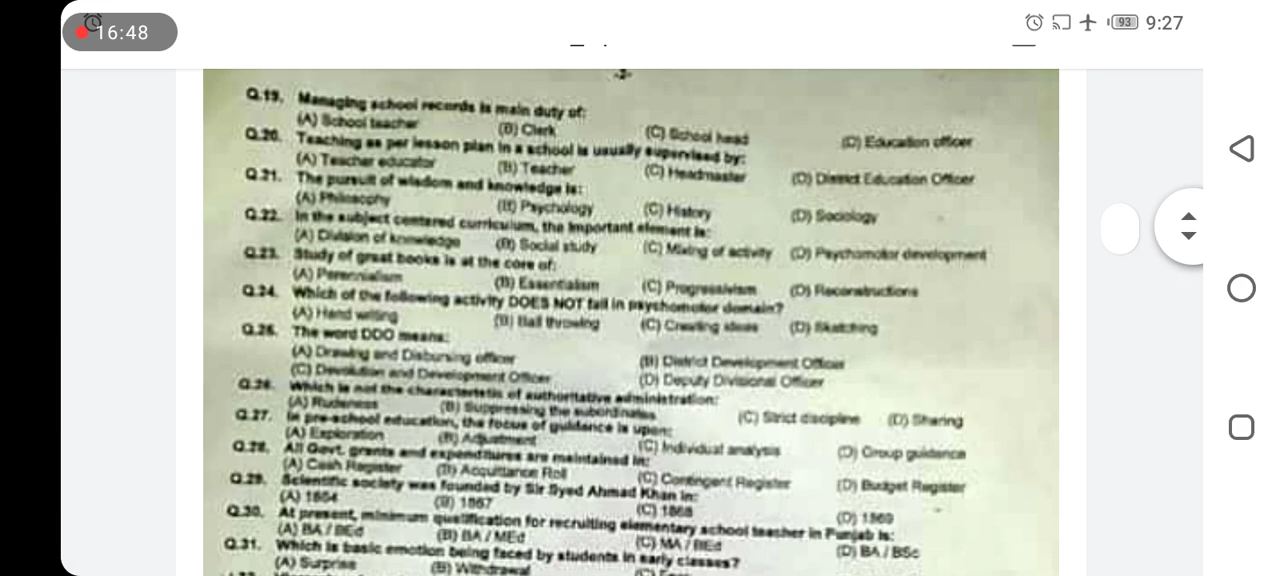 16:48
93 9:27
-2-
Q.19. Managing school records is main duty of:
(A) School teacher (B) Clerk (C) School head (D) Education officer
Q.20. Teaching as per lesson plan in a school is usually supervised by:
(A) Teacher educator (B) Teacher (C) Headmaster (D) District Education Officer
Q.21. The pursuit of wisdom and knowledge is:
(A) Philosophy (B) Psychology (C) History (D) Sociology
Q.22. In the subject centered curriculum, the important element is:
(A) Division of knowledge (B) Social study (C) Mixing of activity (D) Psychomotor development
Q.23. Study of great books is at the core of:
(A) Perennialism (B) Essentialism (C) Progressivism (D) Reconstructions
Q.24. Which of the following activity DOES NOT fall in psychomotor domain?
(A) Hand writing (B) Ball throwing (C) Creating ideas (D) Sketching
Q.25. The word DDO means:
(A) Drawing and Disbursing officer (B) District Development Officer
(C) Devolution and Development Officer (D) Deputy Divisional Officer
Q.26. Which is not the characteristic of authoritative administration:
(A) Rudeness (B) Suppressing the subordinates (C) Strict discipline (D) Sharing
Q.27. In pre-school education, the focus of guidance is upon:
(A) Exploration (B) Adjustment (C) Individual analysis (D) Group guidance
Q.28. All Govt. grants and expenditures are maintained in:
(A) Cash Register (B) Acquittance Roll (C) Contingent Register (D) Budget Register
Q.29. Scientific society was founded by Sir Syed Ahmad Khan in:
(A) 1864 (B) 1867 (C) 1868 (D) 1869
Q.30. At present, minimum qualification for recruiting elementary school teacher in Punjab is:
(A) BA / BEd (B) BA / MEd (C) MA / BEd (D) BA / BSc
Q.31. Which is basic emotion being faced by students in early classes?
(A) Surprise (B) Withdrawal